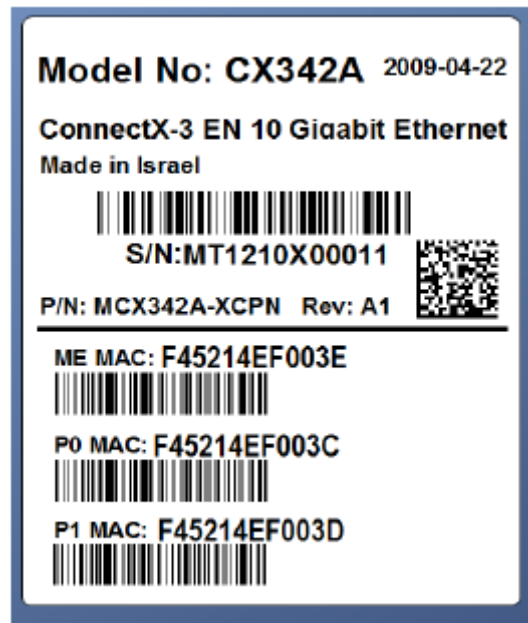 Model No: CX342A 2009-04-22
ConnectX-3 EN 10 Gigabit Ethernet
Made in Israel
S/N:MT1210X00011
P/N: MCX342A-XCPN Rev: A1
ME MAC: F45214EF003E
P0 MAC: F45214EF003C
P1 MAC: F45214EF003D